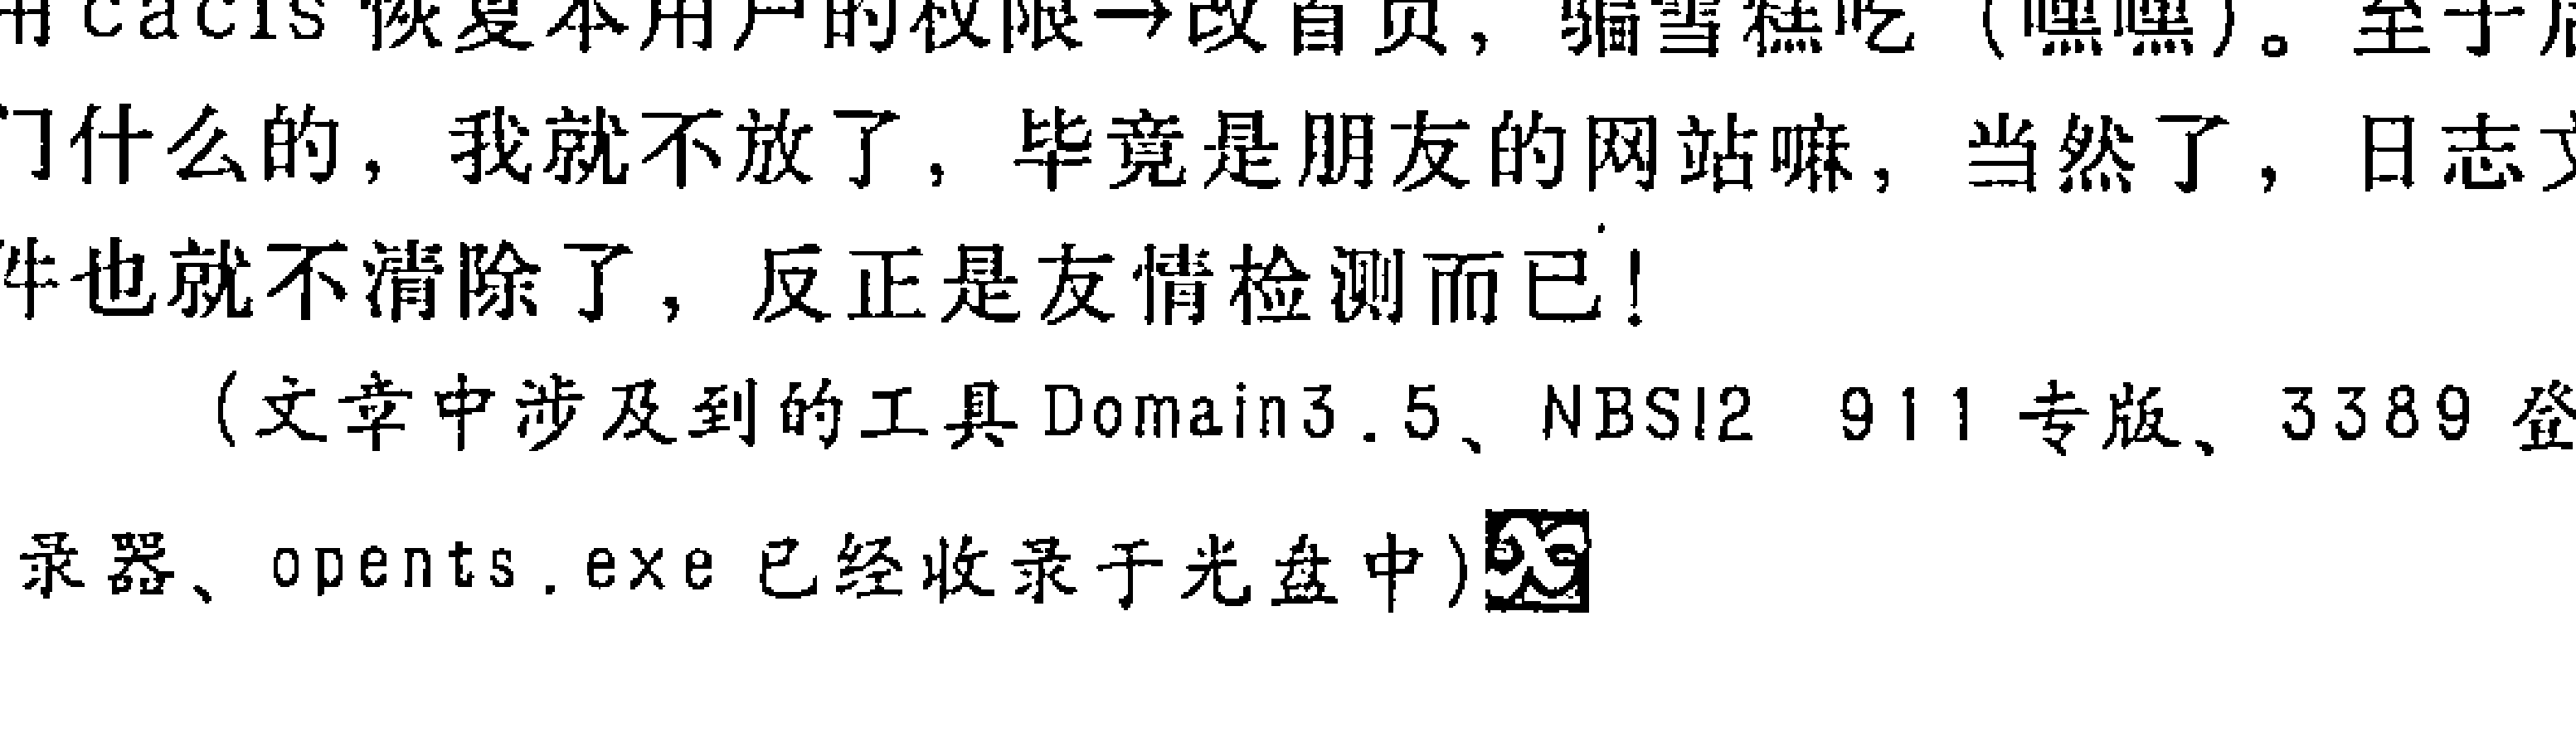 用cacls恢复本用户的权限→改首页，骗雪糕吃（嘿嘿）。至于后
门什么的，我就不放了，毕竟是朋友的网站嘛，当然了，日志文
件也就不清除了，反正是友情检测而已！
（文章中涉及到的工具Domain3.5、NBSI2 911专版、3389登
录器、opents.exe已经收录于光盘中）